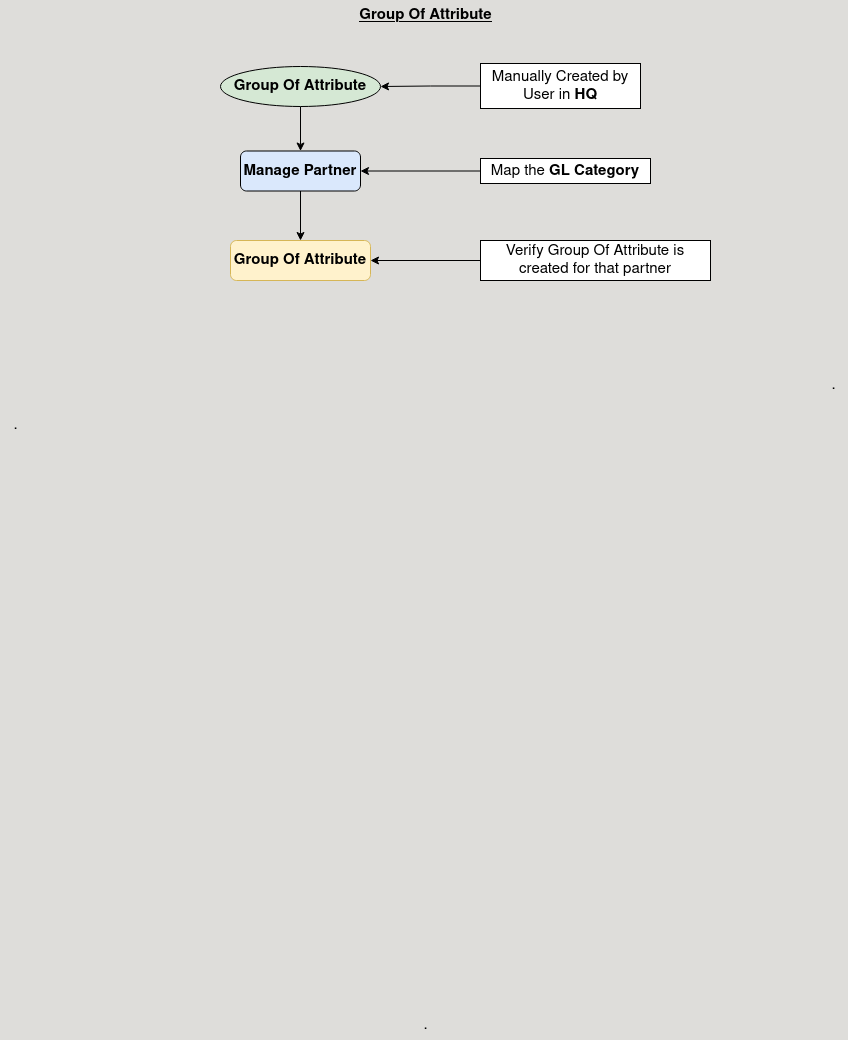 Group Of Attribute
Group Of Attribute
Manually Created by
User in HQ
Manage Partner
Map the GL Category
Group Of Attribute
Verify Group Of Attribute is
created for that partner
.
.
.